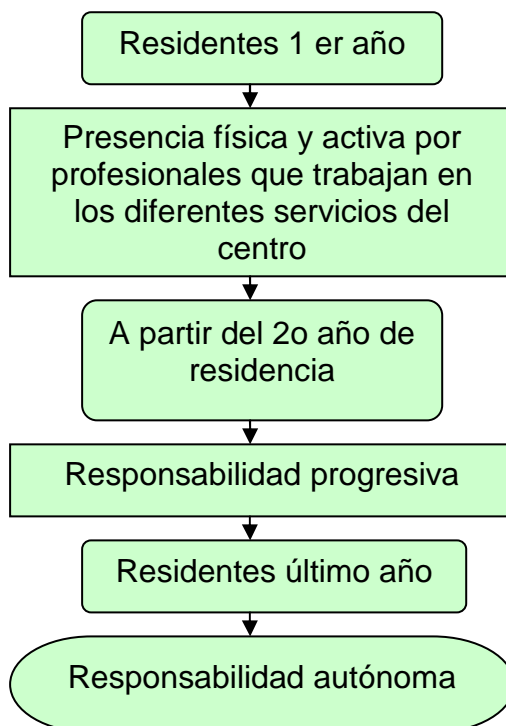 Residentes 1 er año
Presencia física y activa por
profesionales que trabajan en
los diferentes servicios del
centro
A partir del 2o año de
residencia
Responsabilidad progresiva
Residentes último año
Responsabilidad autónoma